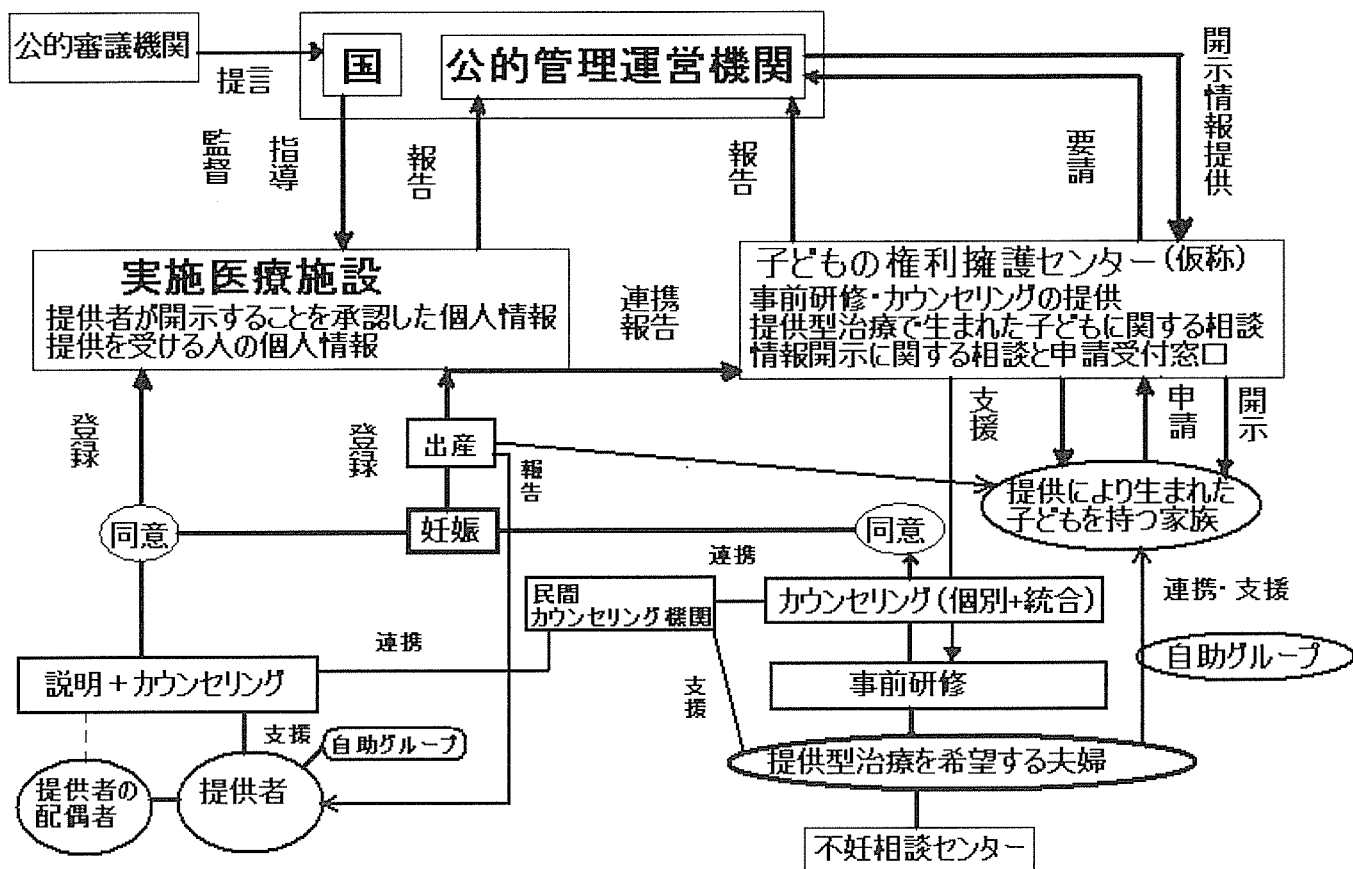 公的審議機関
国
公的管理運営機関
提言
監督
指導
報告
報告
要請
開示情報提供
実施医療施設
提供者が開示することを承認した個人情報
提供を受ける人の個人情報
連携
報告
子どもの権利擁護センター(仮称)
事前研修・カウンセリングの提供
提供型治療で生まれた子どもに関する相談
情報開示に関する相談と申請受付窓口
登録
登録
出産
報告
支援
申請
開示
提供により生まれた
子どもを持つ家族
同意
妊娠
同意
連携
民間
カウンセリング機関
カウンセリング(個別+統合)
連携・支援
連携
自助グループ
説明+カウンセリング
事前研修
支援
支援
自助グループ
提供型治療を希望する夫婦
提供者の
配偶者
提供者
不妊相談センター